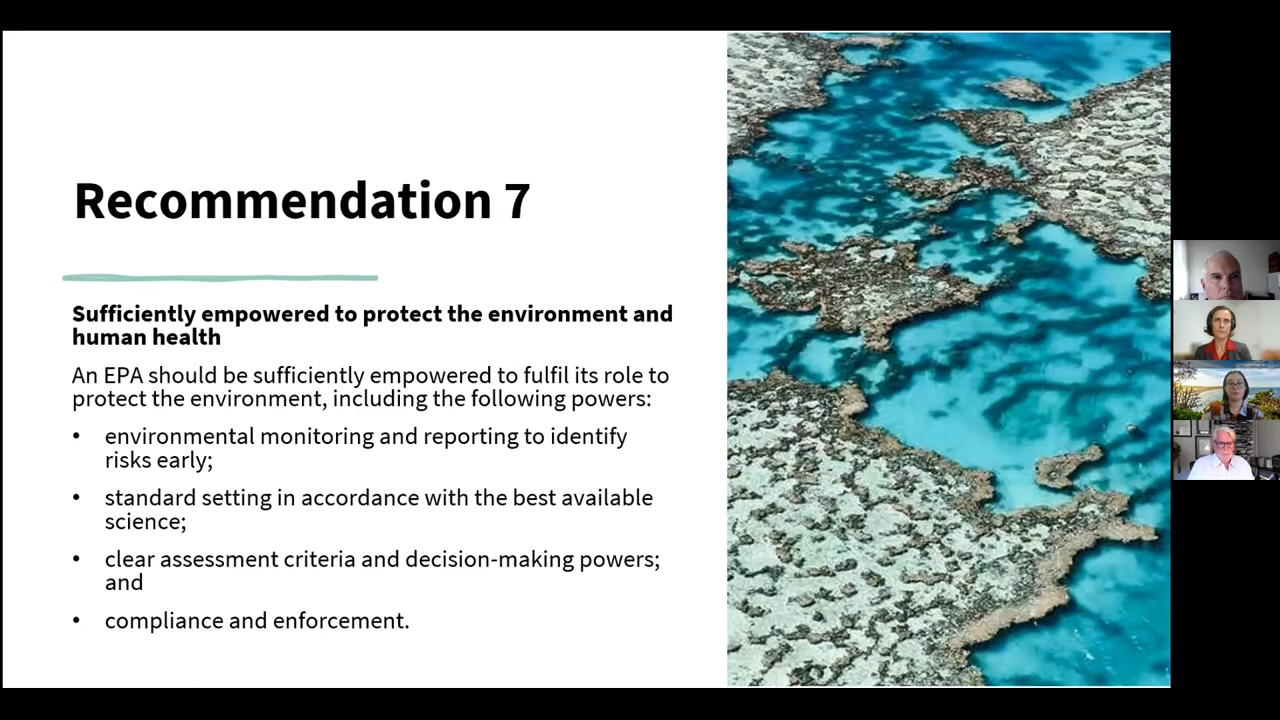 Recommendation 7
Sufficiently empowered to protect the environment and
human health
An EPA should be sufficiently empowered to fulfil its role to
protect the environment, including the following powers:
• environmental monitoring and reporting to identify
risks early;
• standard setting in accordance with the best available
science;
• clear assessment criteria and decision-making powers;
and
• compliance and enforcement.